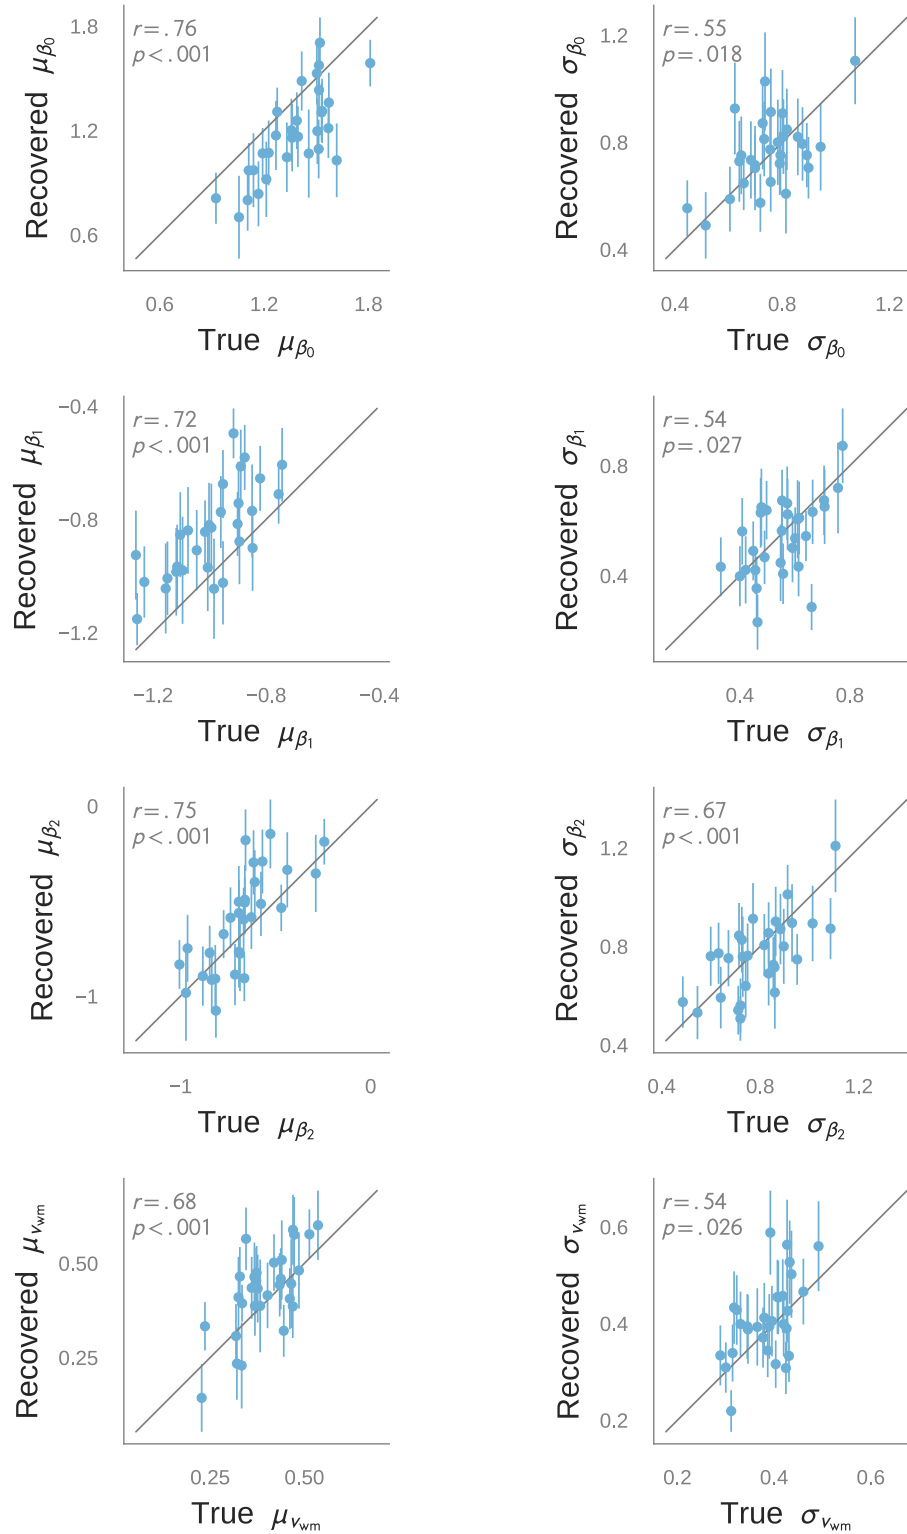 r=.76
p<.001
Recovered μβ0
1.8
1.2
0.6
0.6 1.2 1.8
True μβ0
r=.55
p=.018
Recovered σβ0
1.2
0.8
0.4
0.4 0.8 1.2
True σβ0
r=.72
p<.001
Recovered μβ1
−0.4
−0.8
−1.2
−1.2 −0.8 −0.4
True μβ1
r=.54
p=.027
Recovered σβ1
0.8
0.4
0.4 0.8
True σβ1
r=.75
p<.001
Recovered μβ2
0
−1
−1 0
True μβ2
r=.67
p<.001
Recovered σβ2
1.2
0.8
0.4
0.4 0.8 1.2
True σβ2
r=.68
p<.001
Recovered μνwm
0.50
0.25
0.25 0.50
True μνwm
r=.54
p=.026
Recovered σνwm
0.6
0.4
0.2
0.2 0.4 0.6
True σνwm